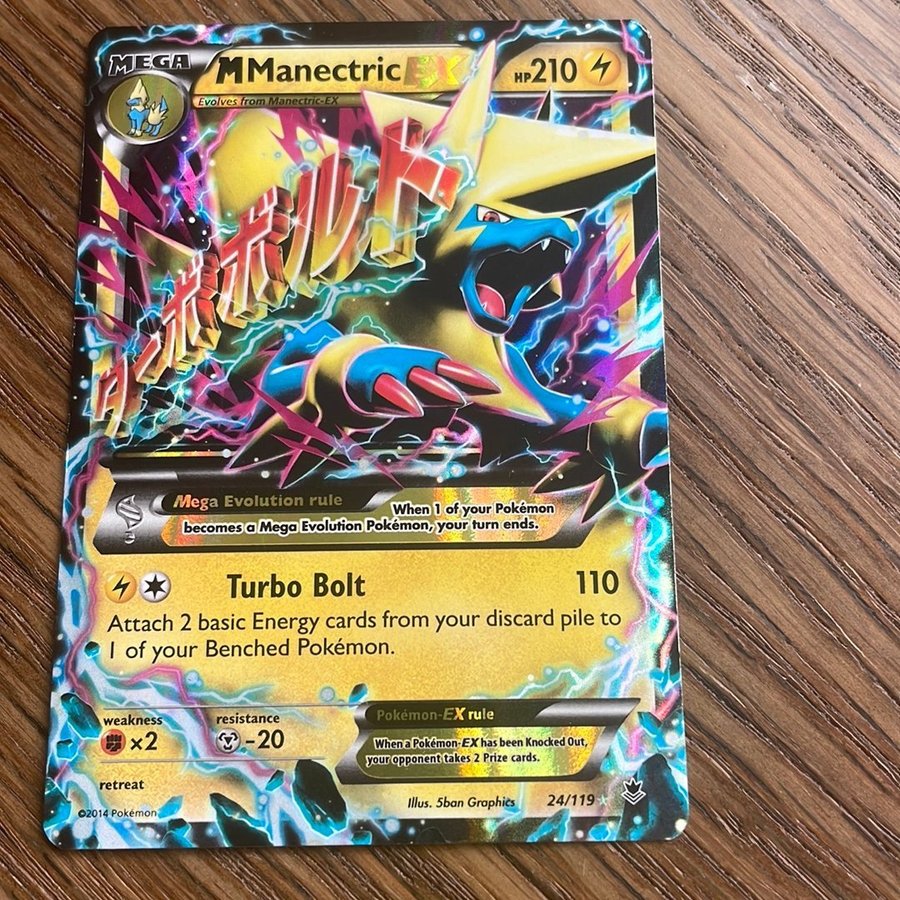 MEGA
M Manectric EX
HP210
Evolves from Manectric-EX
ターボボルド
Mega Evolution rule
When 1 of your Pokémon
becomes a Mega Evolution Pokémon, your turn ends.
Turbo Bolt 110
Attach 2 basic Energy cards from your discard pile to
1 of your Benched Pokémon.
weakness resistance
×2 -20
retreat
Pokémon-EX rule
When a Pokémon-EX has been Knocked Out,
your opponent takes 2 Prize cards.
Illus. 5ban Graphics 24/119 ★
©2014 Pokémon